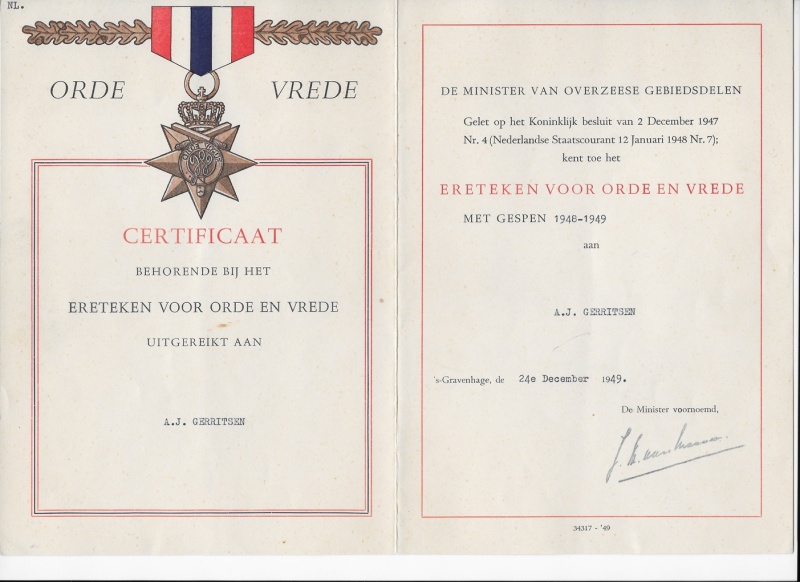 NL.
ORDE VREDE
CERTIFICAAT
BEHORENDE BIJ HET
ERETEKEN VOOR ORDE EN VREDE
UITGEREIKT AAN
A.J. GERRITSEN
DE MINISTER VAN OVERZEESE GEBIEDSDELEN
Gelet op het Koninklijk besluit van 2 December 1947
Nr. 4 (Nederlandse Staatscourant 12 Januari 1948 Nr. 7);
kent toe het
ERETEKEN VOOR ORDE EN VREDE
MET GESPEN 1948-1949
aan
A.J. GERRITSEN
's-Gravenhage, de 24e December 1949.
De Minister voornoemd,
34317 - '49